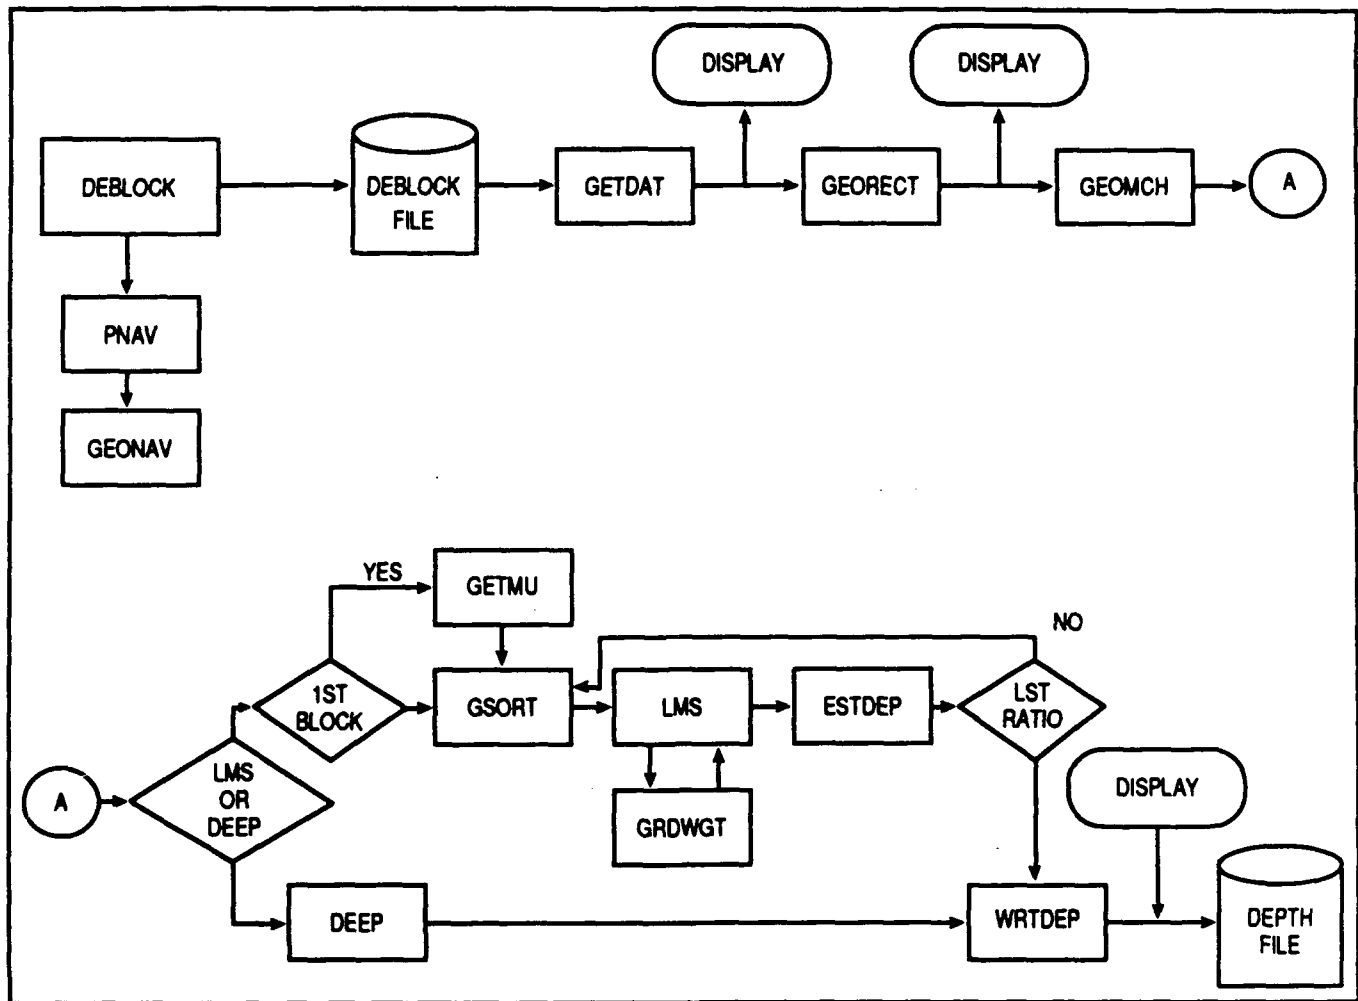 DISPLAY
DISPLAY
DEBLOCK
DEBLOCK
FILE
GETDAT
GEORECT
GEOMCH
A
PNAV
GEONAV
YES
GETMU
NO
1ST
BLOCK
GSORT
LMS
ESTDEP
LST
RATIO
A
LMS
OR
DEEP
GRDWGT
DISPLAY
DEEP
WRTDEP
DEPTH
FILE